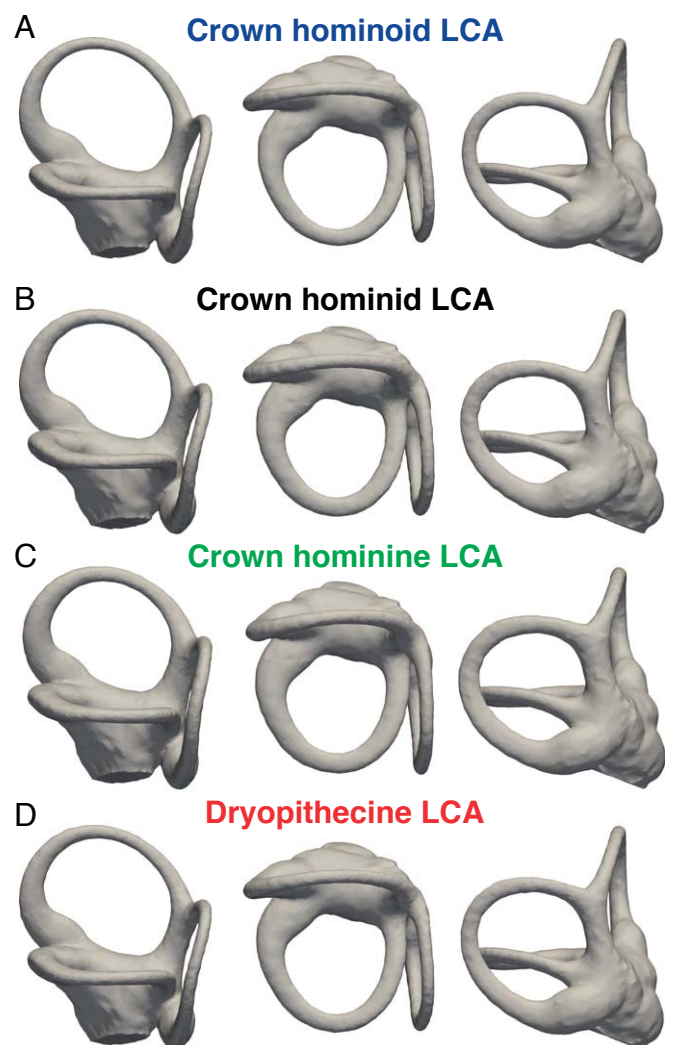 A
Crown hominoid LCA
B
Crown hominid LCA
C
Crown hominine LCA
D
Dryopithecine LCA